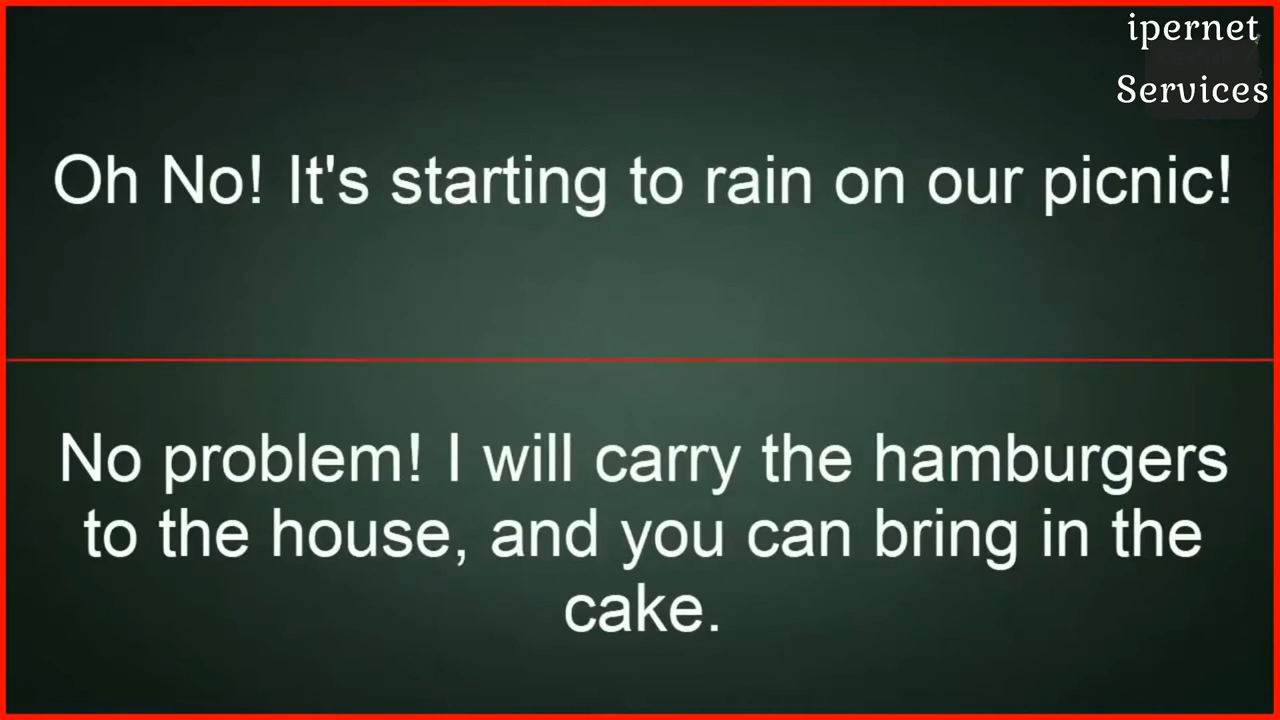 ipernet
Services
Oh No! It's starting to rain on our picnic!
No problem! I will carry the hamburgers
to the house, and you can bring in the
cake.